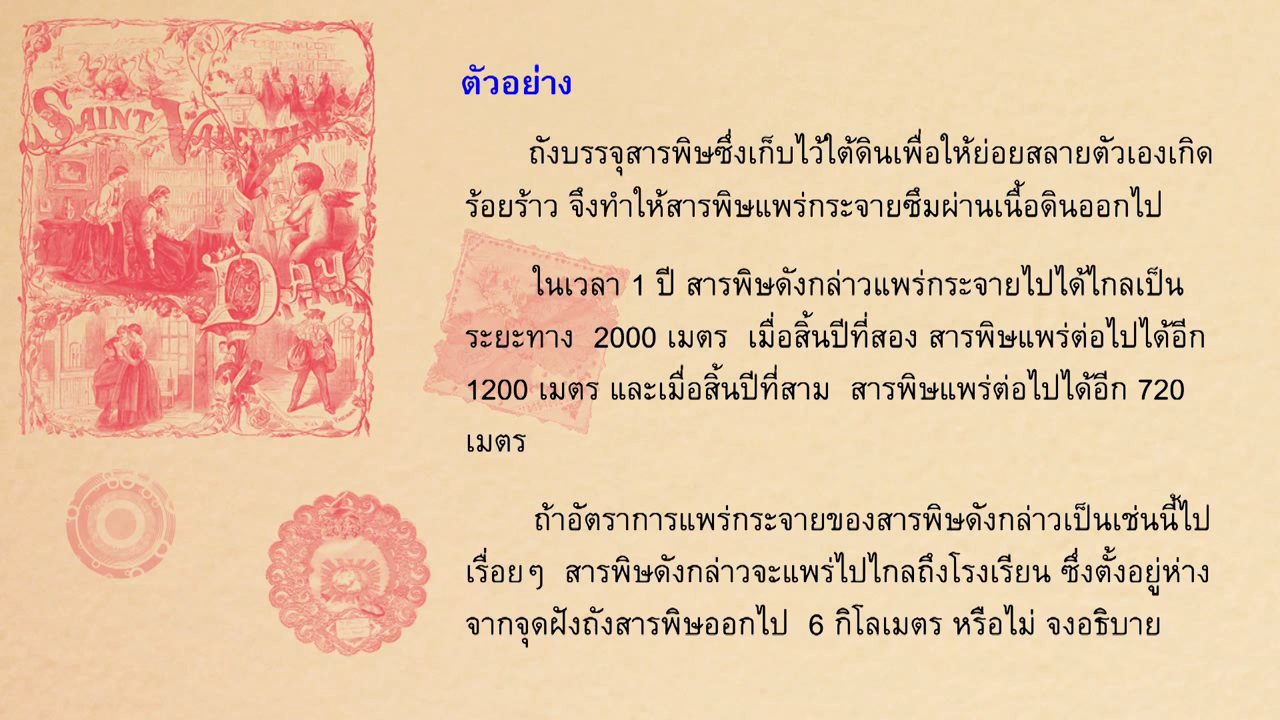 SAINT VALENTINE
DAY
ตัวอย่าง
ถังบรรจุสารพิษซึ่งเก็บไว้ใต้ดินเพื่อให้ย่อยสลายตัวเองเกิด
ร้อยร้าว จึงทำให้สารพิษแพร่กระจายซึมผ่านเนื้อดินออกไป
ในเวลา 1 ปี สารพิษดังกล่าวแพร่กระจายไปได้ไกลเป็น
ระยะทาง 2000 เมตร เมื่อสิ้นปีที่สอง สารพิษแพร่ต่อไปได้อีก
1200 เมตร และเมื่อสิ้นปีที่สาม สารพิษแพร่ต่อไปได้อีก 720
เมตร
ถ้าอัตราการแพร่กระจายของสารพิษดังกล่าวเป็นเช่นนี้ไป
เรื่อยๆ สารพิษดังกล่าวจะแพร่ไปไกลถึงโรงเรียน ซึ่งตั้งอยู่ห่าง
จากจุดฝังถังสารพิษออกไป 6 กิโลเมตร หรือไม่ จงอธิบาย